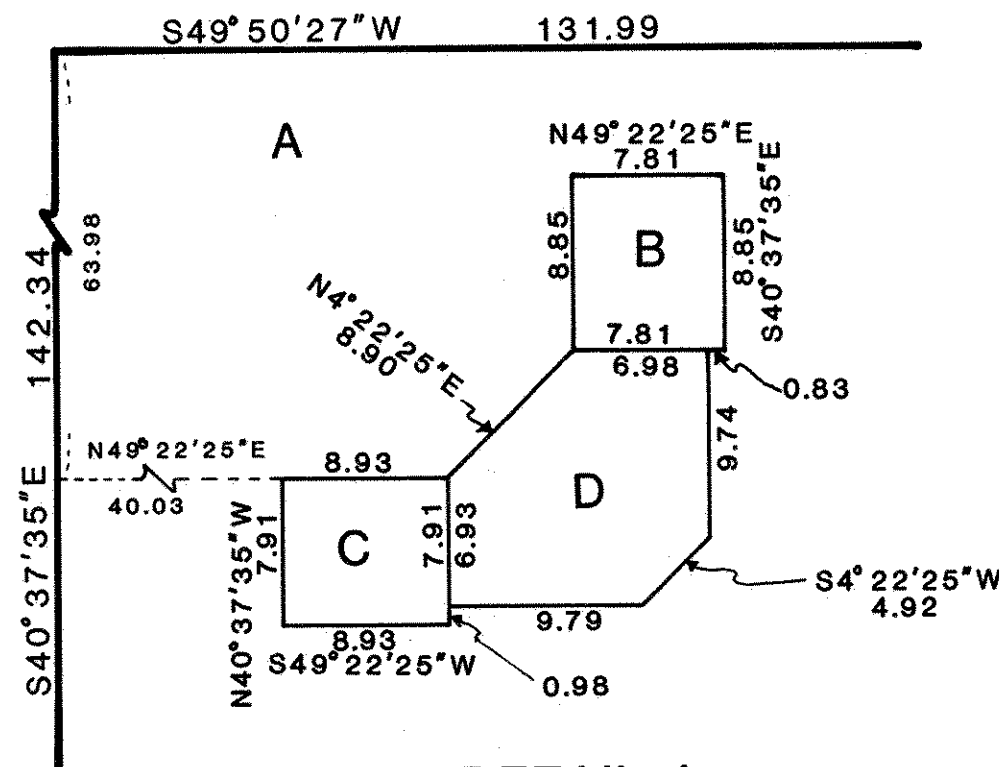 S49°50'27"W 131.99
A
N49°22'25"E
7.81
8.85
B
8.85
S40°37'35"E
63.98
142.34
S40°37'35"E
N4°22'25"E
8.90
7.81
6.98
0.83
9.74
N49°22'25"E
40.03
8.93
N40°37'35"W
7.91
C
7.91
6.93
D
S4°22'25"W
4.92
9.79
8.93
S49°22'25"W
0.98